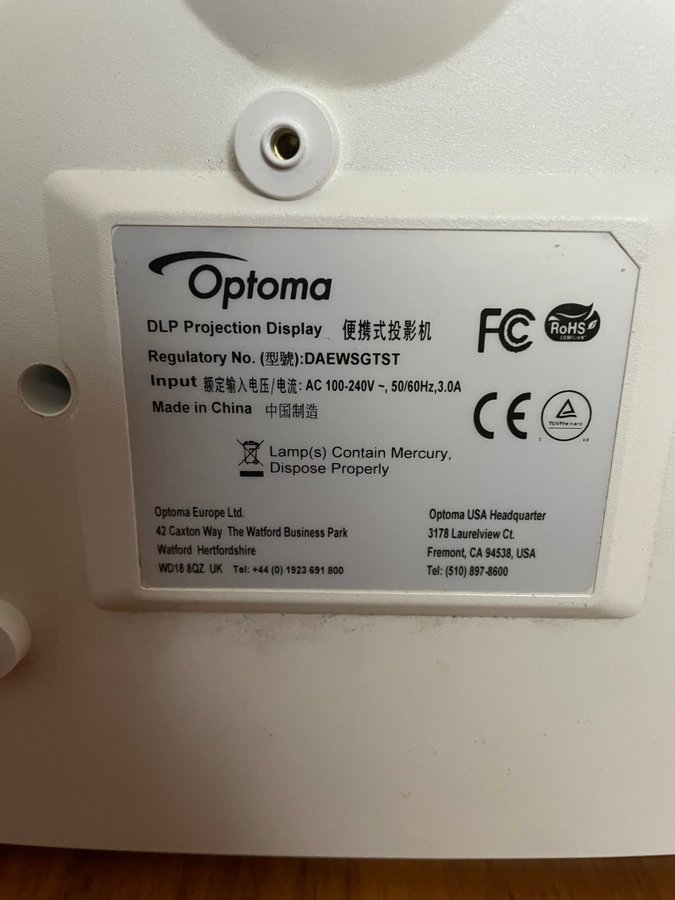 Optoma
DLP Projection Display 便携式投影机
Regulatory No. (型號):DAEWSGTST
Input 额定输入电压/电流: AC 100-240V ~, 50/60Hz,3.0A
Made in China 中国制造
FC
RoHS
COMPLIANT
CE
TUVRheinland
C US
Lamp(s) Contain Mercury,
Dispose Properly
Optoma Europe Ltd.
42 Caxton Way The Watford Business Park
Watford Hertfordshire
WD18 8QZ UK Tel: +44 (0) 1923 691 800
Optoma USA Headquarter
3178 Laurelview Ct.
Fremont, CA 94538, USA
Tel: (510) 897-8600